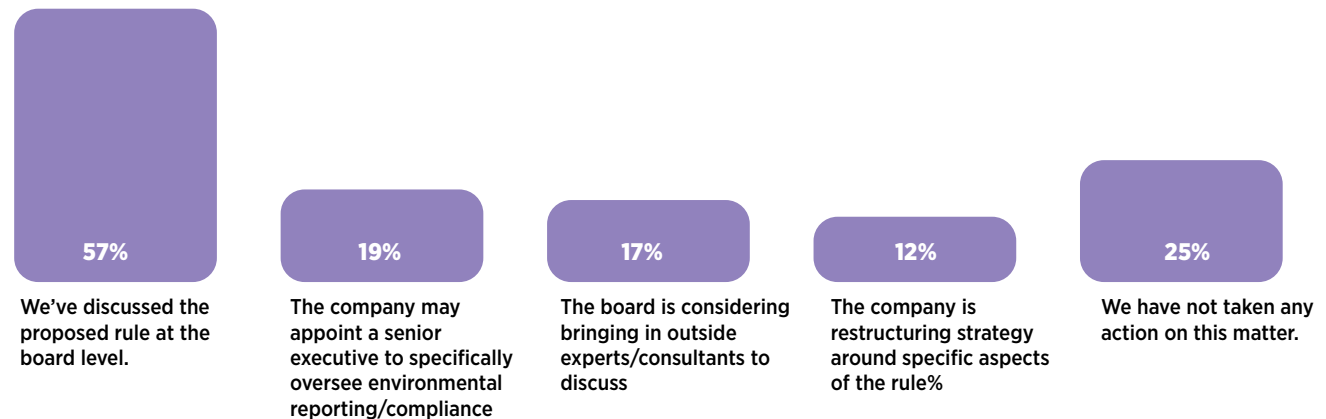 57%
19%
17%
12%
25%
We’ve discussed the
proposed rule at the
board level.
The company may
appoint a senior
executive to specifically
oversee environmental
reporting/compliance
The board is considering
bringing in outside
experts/consultants to
discuss
The company is
restructuring strategy
around specific aspects
of the rule%
We have not taken any
action on this matter.